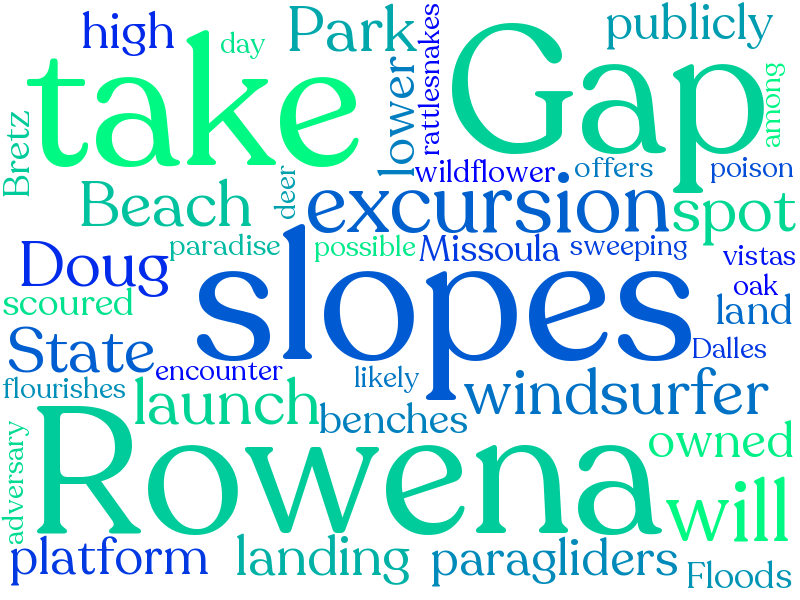 high
day
Park
rattlesnakes
publicly
take
Gap
among
Bretz
lower
wildflower
offers
poison
Beach
deer
excursion
spot
Doug
paradise
possible
Missoula
sweeping
vistas
slopes
oak
scoured
land
State
Dalles
encounter
likely
flourishes
launch
benches
windsurfer
Rowena
owned
adversary
will
platform
landing
paragliders
Floods